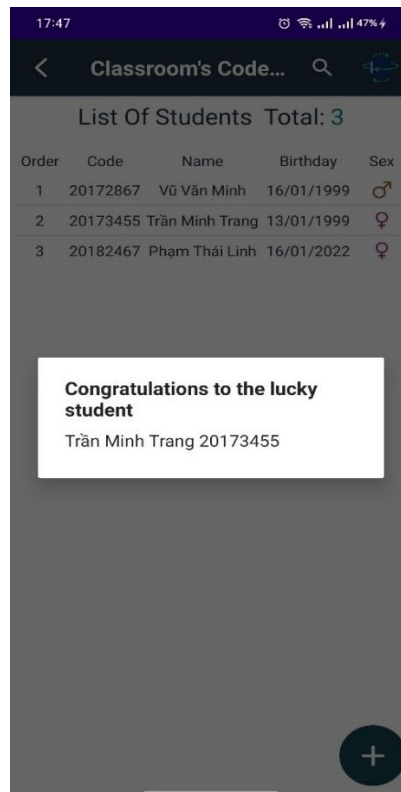 17:47 47%
Classroom's Code...
List Of Students Total: 3
Order Code Name Birthday Sex
1 20172867 Vũ Văn Minh 16/01/1999
2 20173455 Trần Minh Trang 13/01/1999
3 20182467 Phạm Thái Linh 16/01/2022
Congratulations to the lucky
student
Trần Minh Trang 20173455